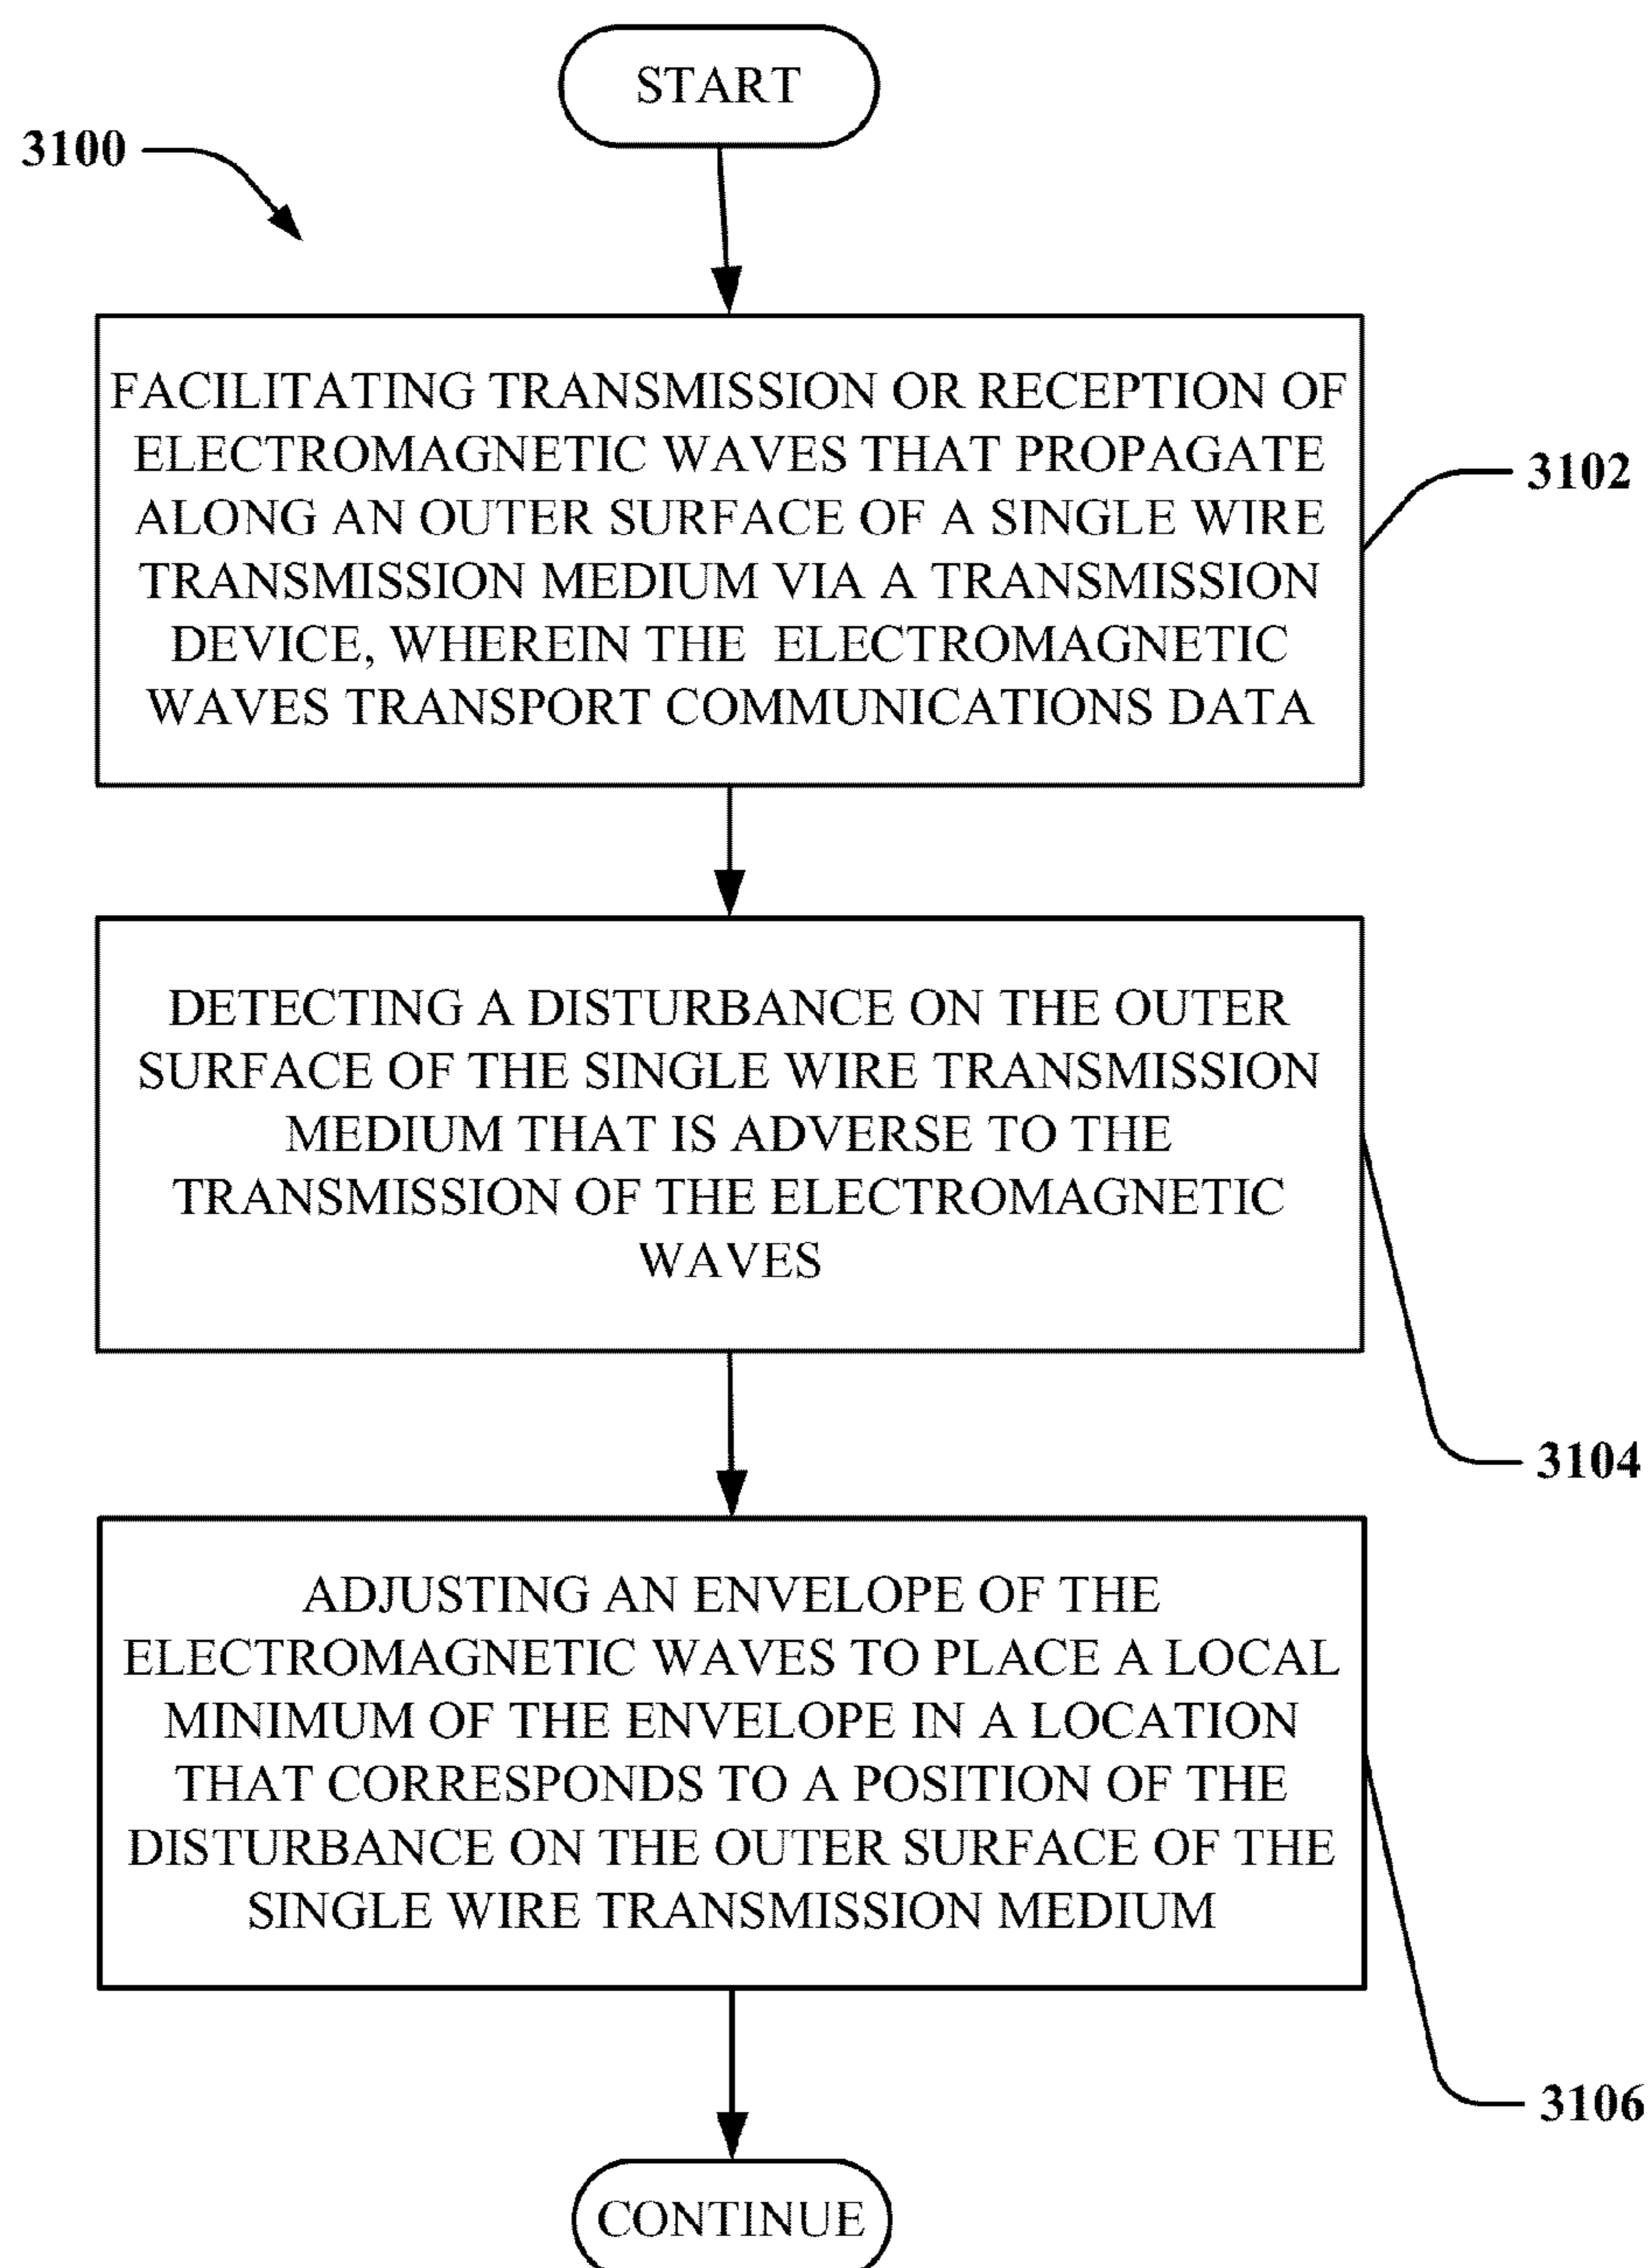 START
3100
FACILITATING TRANSMISSION OR RECEPTION OF
ELECTROMAGNETIC WAVES THAT PROPAGATE
ALONG AN OUTER SURFACE OF A SINGLE WIRE
TRANSMISSION MEDIUM VIA A TRANSMISSION
DEVICE, WHEREIN THE ELECTROMAGNETIC
WAVES TRANSPORT COMMUNICATIONS DATA
3102
DETECTING A DISTURBANCE ON THE OUTER
SURFACE OF THE SINGLE WIRE TRANSMISSION
MEDIUM THAT IS ADVERSE TO THE
TRANSMISSION OF THE ELECTROMAGNETIC
WAVES
3104
ADJUSTING AN ENVELOPE OF THE
ELECTROMAGNETIC WAVES TO PLACE A LOCAL
MINIMUM OF THE ENVELOPE IN A LOCATION
THAT CORRESPONDS TO A POSITION OF THE
DISTURBANCE ON THE OUTER SURFACE OF THE
SINGLE WIRE TRANSMISSION MEDIUM
3106
CONTINUE